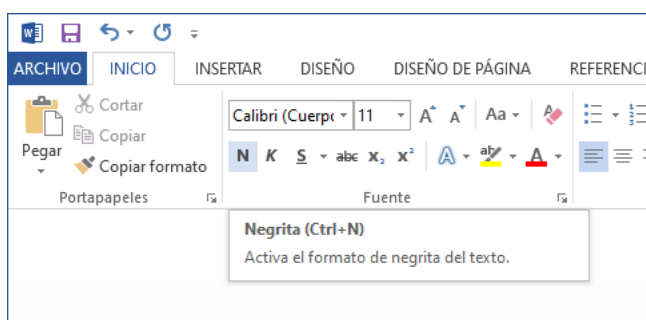 ARCHIVO INICIO INSERTAR DISEÑO DISEÑO DE PÁGINA REFERENCI
Cortar
Copiar
Copiar formato
Pegar
Calibri (Cuerpo 11 A A Aa
N K S abc x₂ x² A aby A
Portapapeles Fuente
Negrita (Ctrl+N)
Activa el formato de negrita del texto.